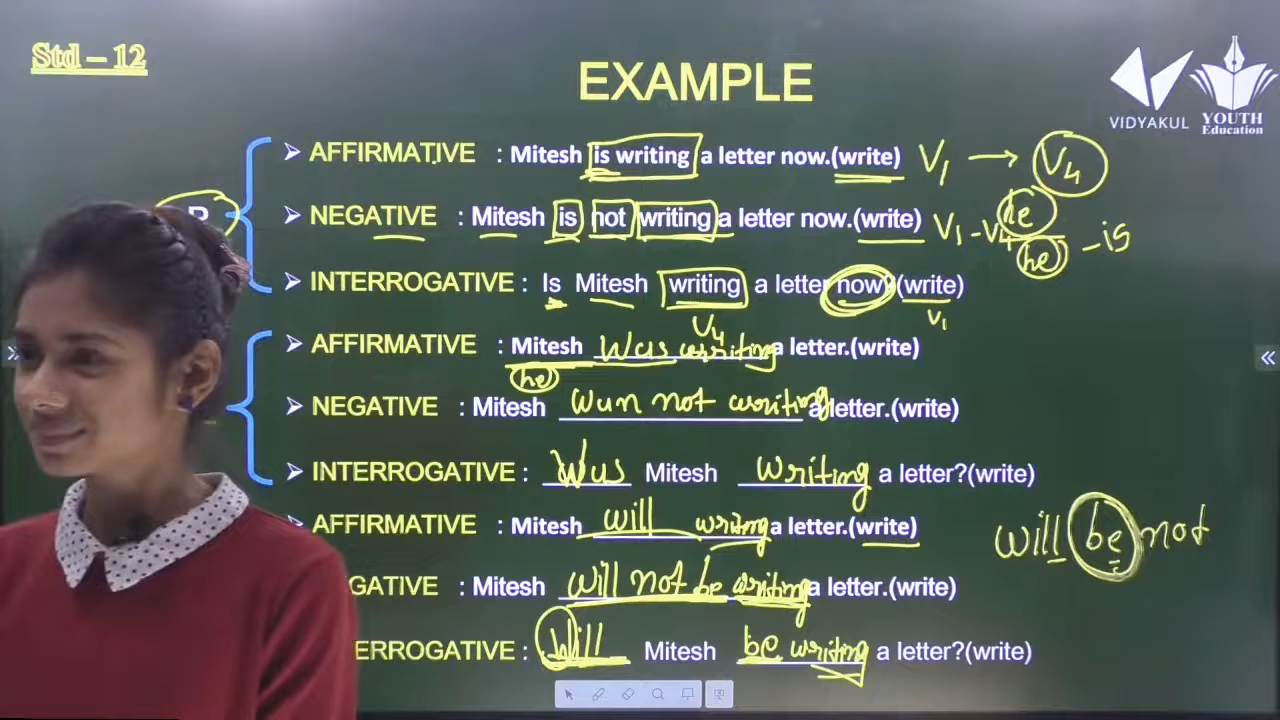 Std – 12
EXAMPLE
VIDYAKUL YOUTH Education
➢ AFFIRMATIVE : Mitesh is writing a letter now.(write) V1 → V4
➢ NEGATIVE : Mitesh is not writing a letter now.(write) V1 - V4 he
he - is
➢ INTERROGATIVE : Is Mitesh writing a letter now?(write)
V1
V4
➢ AFFIRMATIVE : Mitesh was writing a letter.(write)
he
➢ NEGATIVE : Mitesh not writing a letter.(write)
➢ INTERROGATIVE : Was Mitesh writing a letter?(write)
AFFIRMATIVE : Mitesh will writing a letter.(write)
will be not
GATIVE : Mitesh will not be writing a letter.(write)
ERROGATIVE : Will Mitesh be writing a letter?(write)